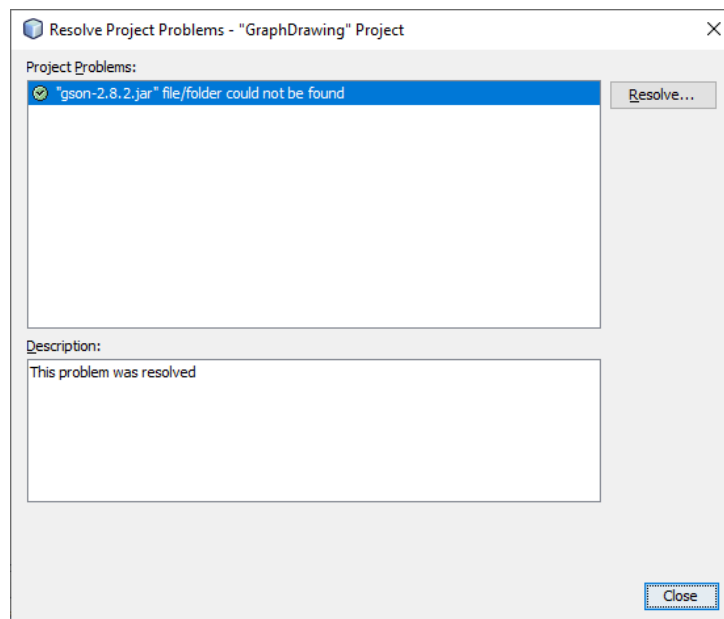 Resolve Project Problems - "GraphDrawing" Project
Project Problems:
"gson-2.8.2.jar" file/folder could not be found
Resolve...
Description:
This problem was resolved
Close